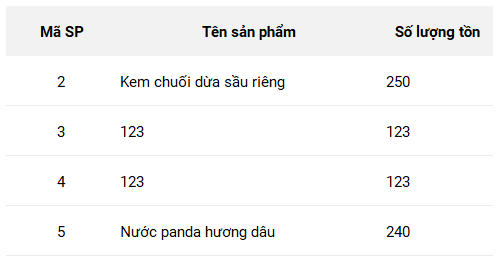 Mã SP Tên sản phẩm Số lượng tồn
2 Kem chuối dừa sầu riêng 250
3 123 123
4 123 123
5 Nước panda hương dâu 240